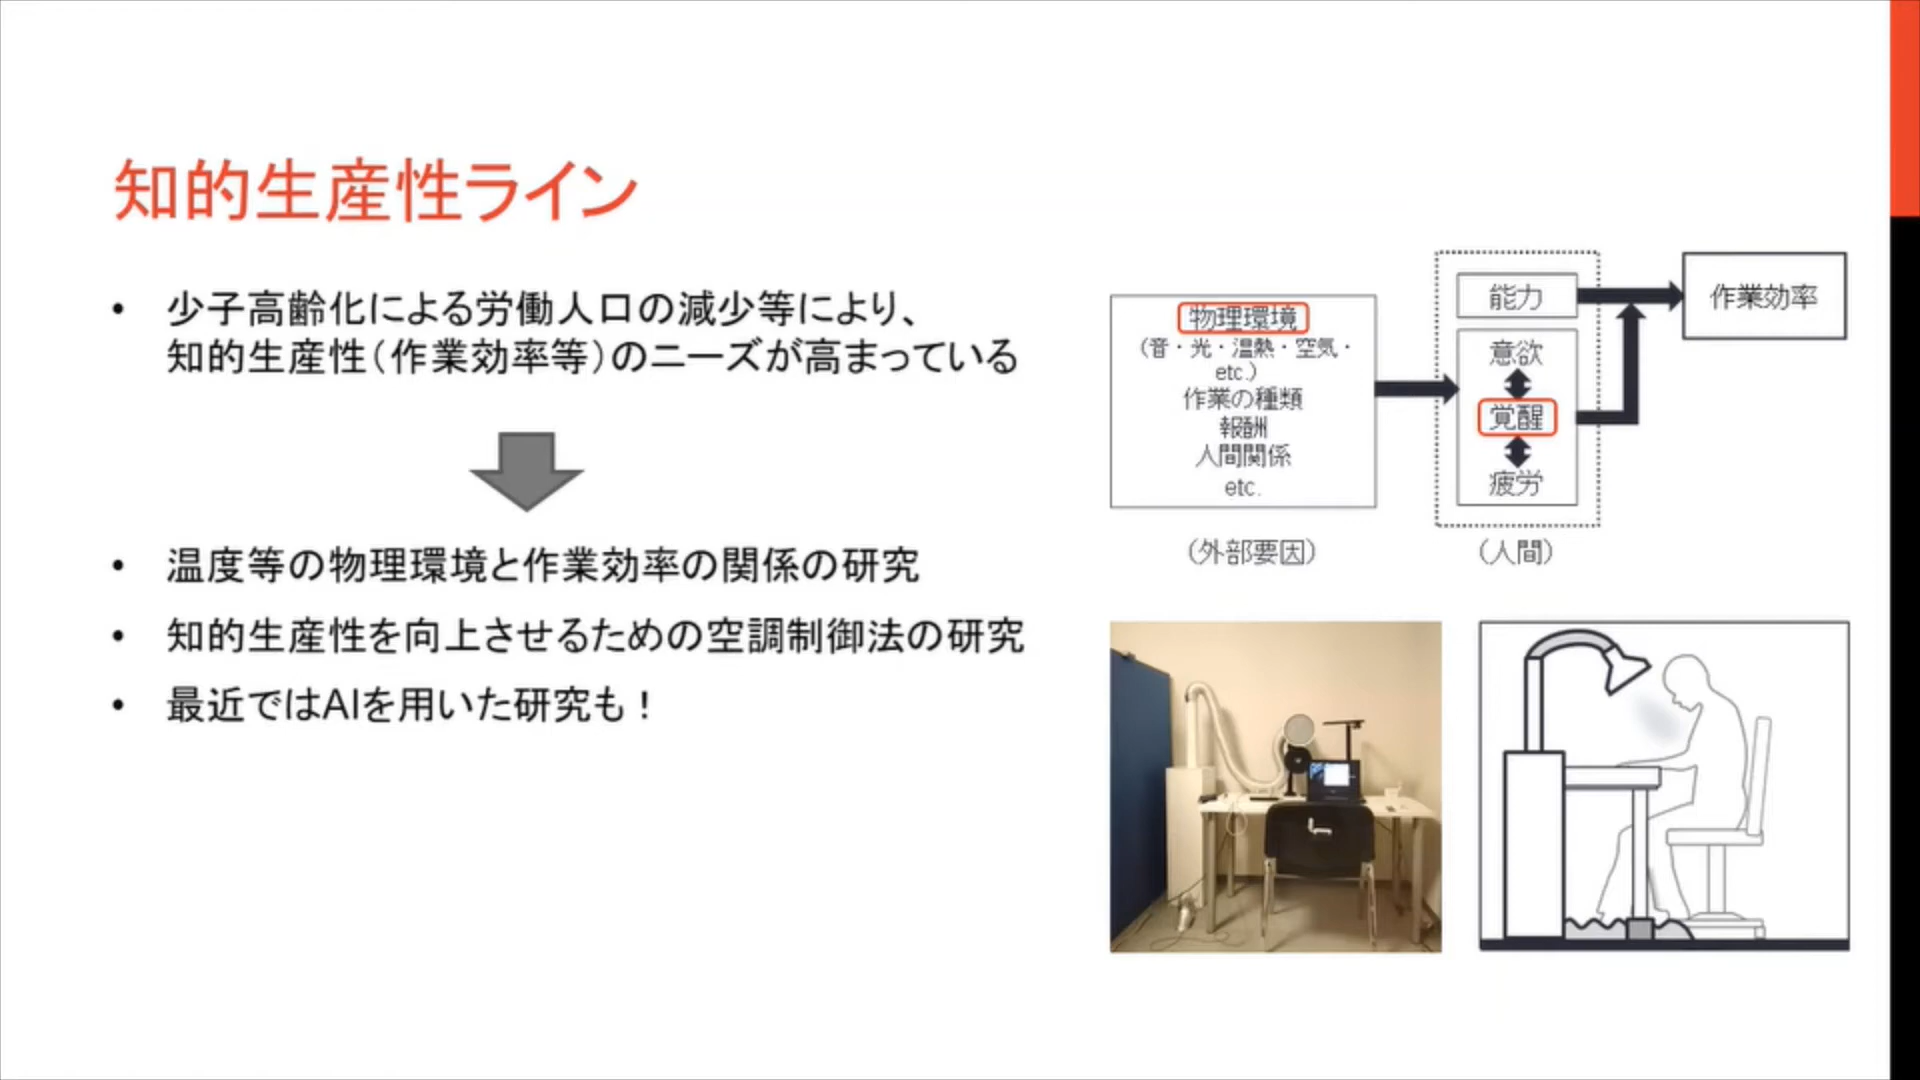 知的生産性ライン
• 少子高齢化による労働人口の減少等により、
知的生産性（作業効率等）のニーズが高まっている
• 温度等の物理環境と作業効率の関係の研究
• 知的生産性を向上させるための空調制御法の研究
• 最近ではAIを用いた研究も！
物理環境
（音・光・温熱・空気・
etc.）
作業の種類
報酬
人間関係
etc.
（外部要因）
能力
意欲
覚醒
疲労
（人間）
作業効率